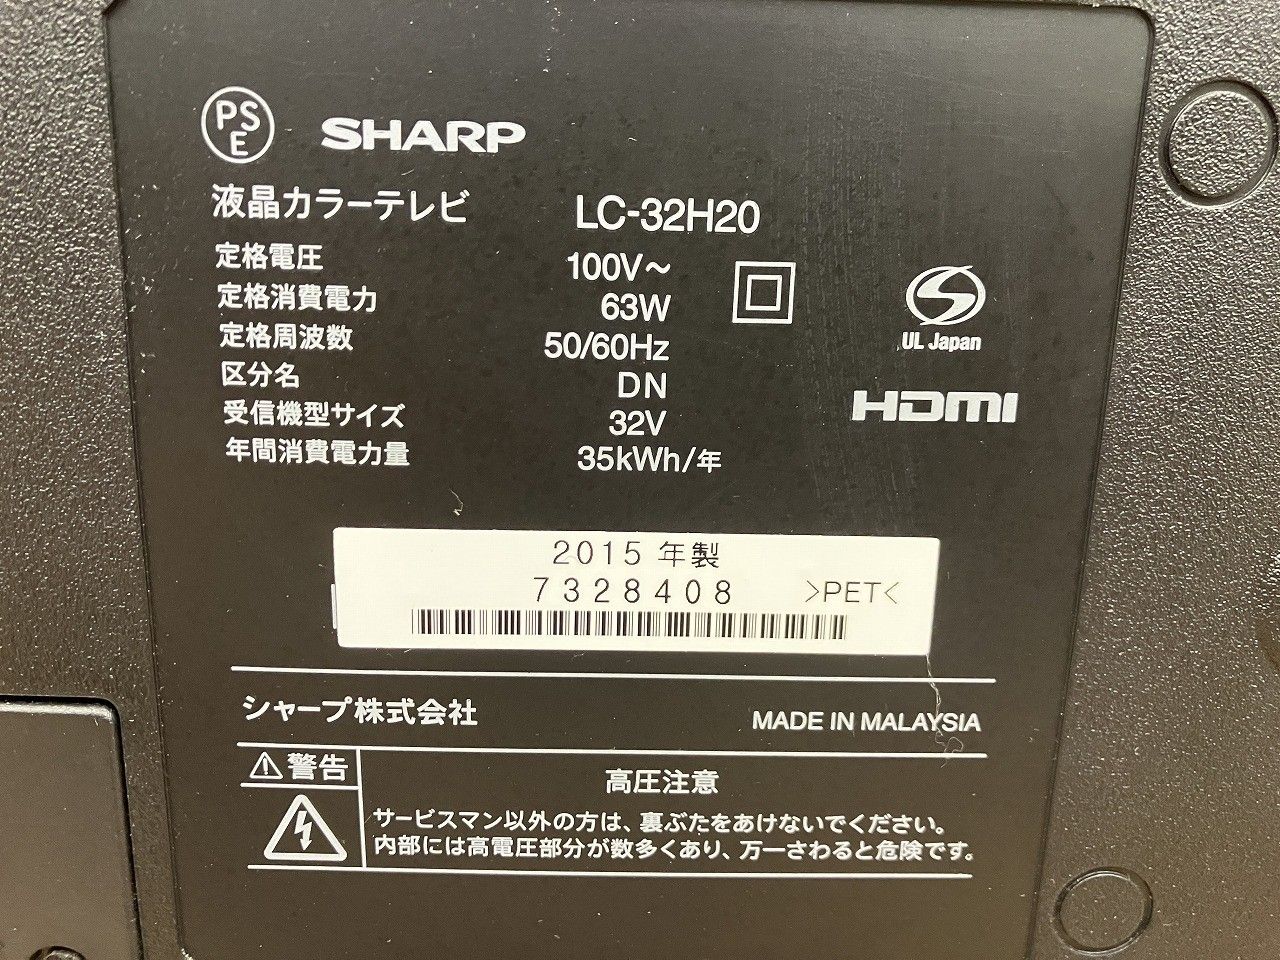 PSE SHARP
液晶カラーテレビ LC-32H20
定格電圧 100V～
定格消費電力 63W
定格周波数 50/60Hz
区分名 DN
受信機型サイズ 32V
年間消費電力量 35kWh/年
UL Japan
HDMI
2015年製
7328408 >PET<
シャープ株式会社 MADE IN MALAYSIA
⚠警告 高圧注意
サービスマン以外の方は、裏ぶたをあけないでください。
内部には高電圧部分が数多くあり、万一さわると危険です。